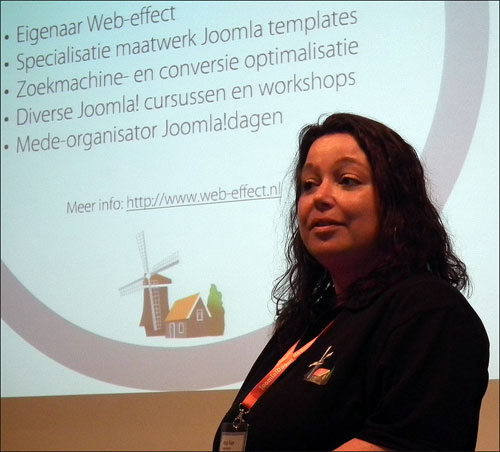 • Eigenaar Web-effect
• Specialisatie maatwerk Joomla templates
• Zoekmachine- en conversie optimalisatie
• Diverse Joomla! cursussen en workshops
• Mede-organisator Joomla!dagen
Meer info: http://www.web-effect.nl